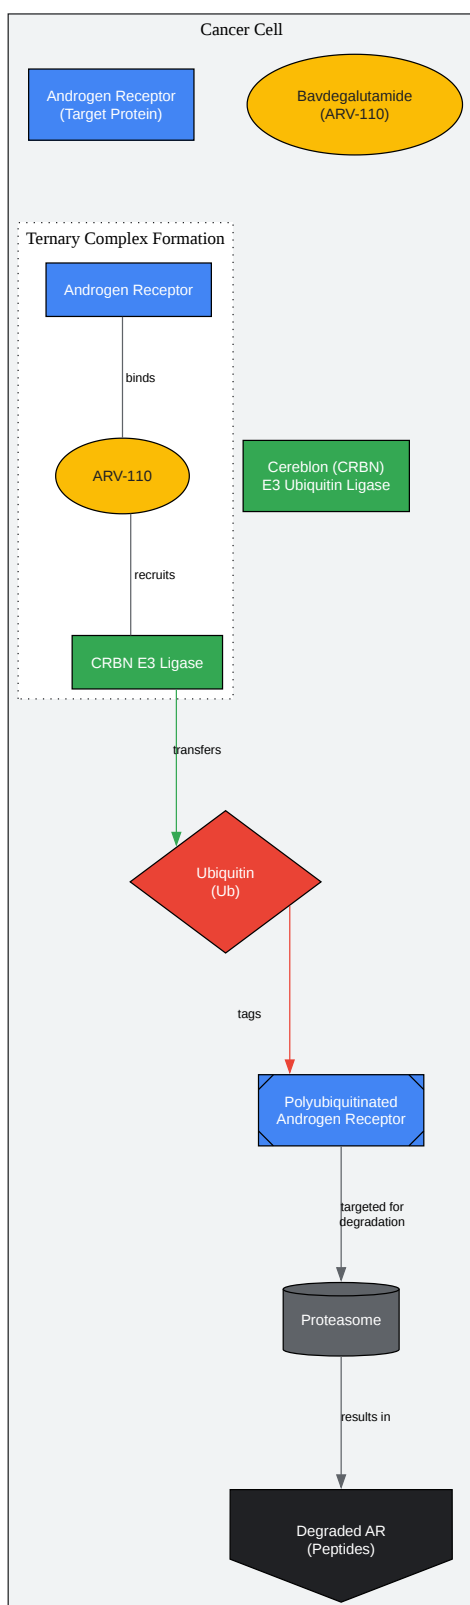 Cancer Cell
Androgen Receptor
(Target Protein)
Bavdegalutamide
(ARV-110)
Ternary Complex Formation
Androgen Receptor
binds
ARV-110
Cereblon (CRBN)
E3 Ubiquitin Ligase
recruits
CRBN E3 Ligase
transfers
Ubiquitin
(Ub)
tags
Polyubiquitinated
Androgen Receptor
targeted for
degradation
Proteasome
results in
Degraded AR
(Peptides)